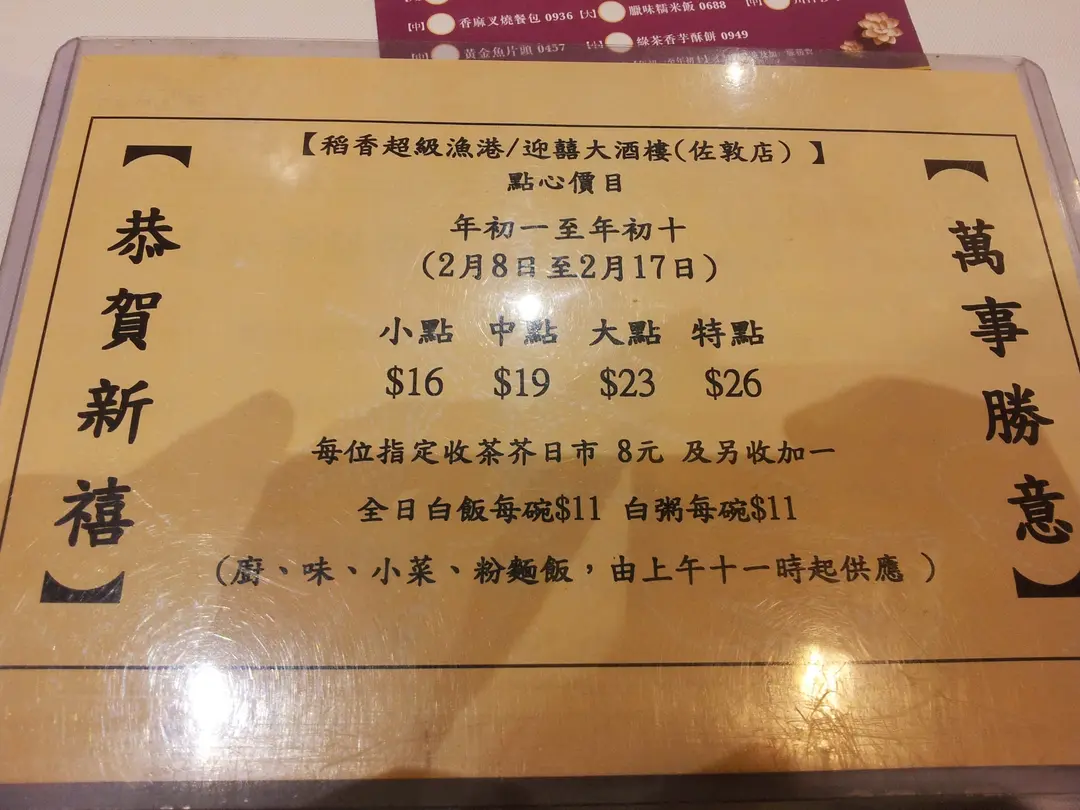 [中] 香麻叉燒餐包 0936 [大] 臘味糯米飯 0688 [中]
黃金魚片頭 0457 綠茶香芋酥餅 0949
【稻香超級漁港/迎囍大酒樓(佐敦店)】
點心價目
年初一至年初十
(2月8日至2月17日)
小點 中點 大點 特點
$16 $19 $23 $26
每位指定收茶芥日市 8元 及另收加一
全日白飯每碗$11 白粥每碗$11
(廚、味、小菜、粉麵飯，由上午十一時起供應 )
【恭賀新禧】
【萬事勝意】